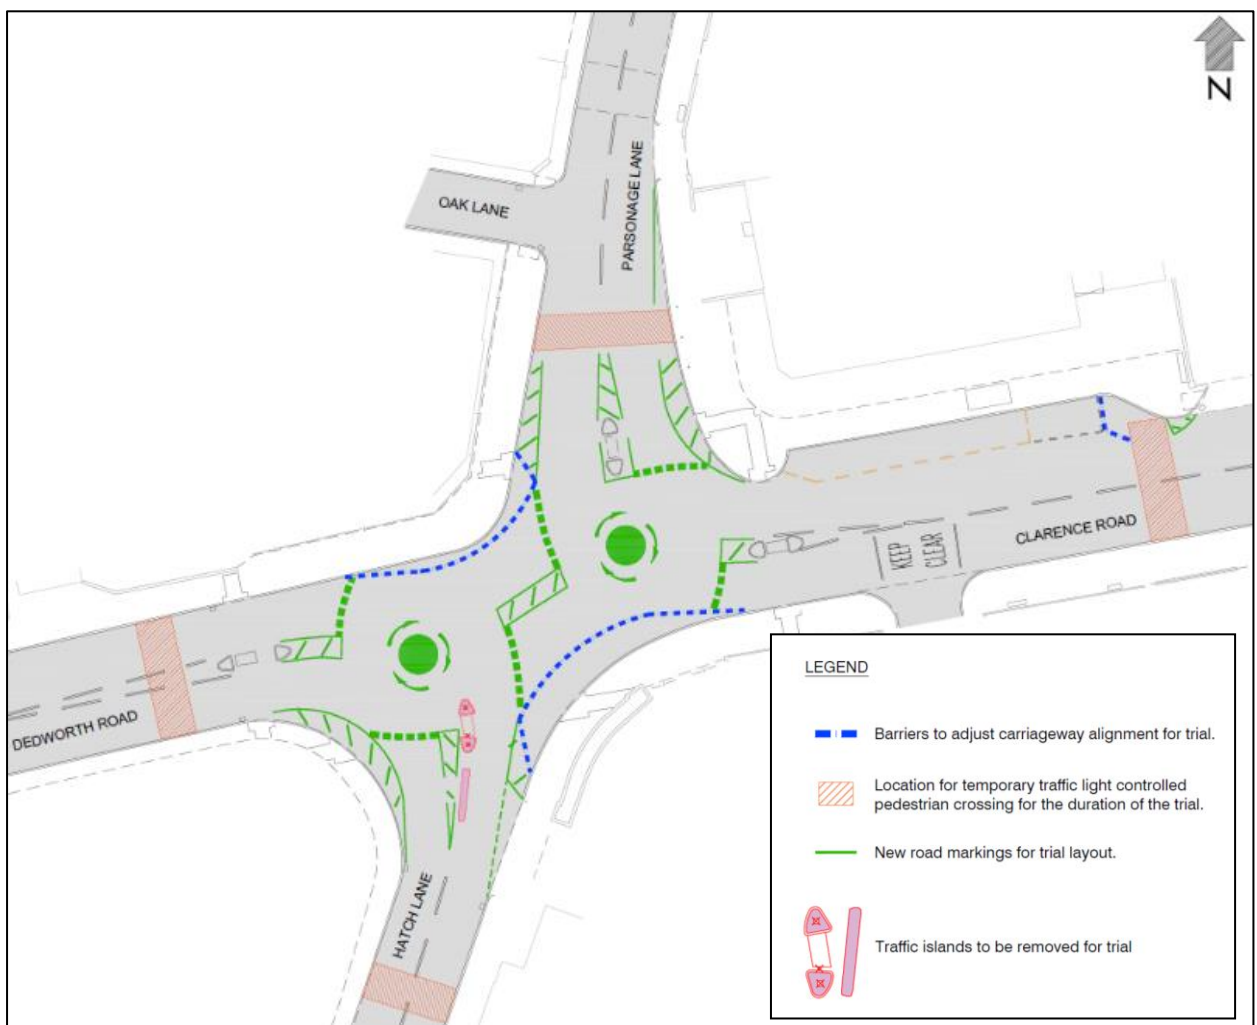 N
OAK LANE
PARSONAGE LANE
KEEP
CLEAR
CLARENCE ROAD
DEDWORTH ROAD
HATCH LANE
LEGEND
Barriers to adjust carriageway alignment for trial.
Location for temporary traffic light controlled
pedestrian crossing for the duration of the trial.
New road markings for trial layout.
Traffic islands to be removed for trial